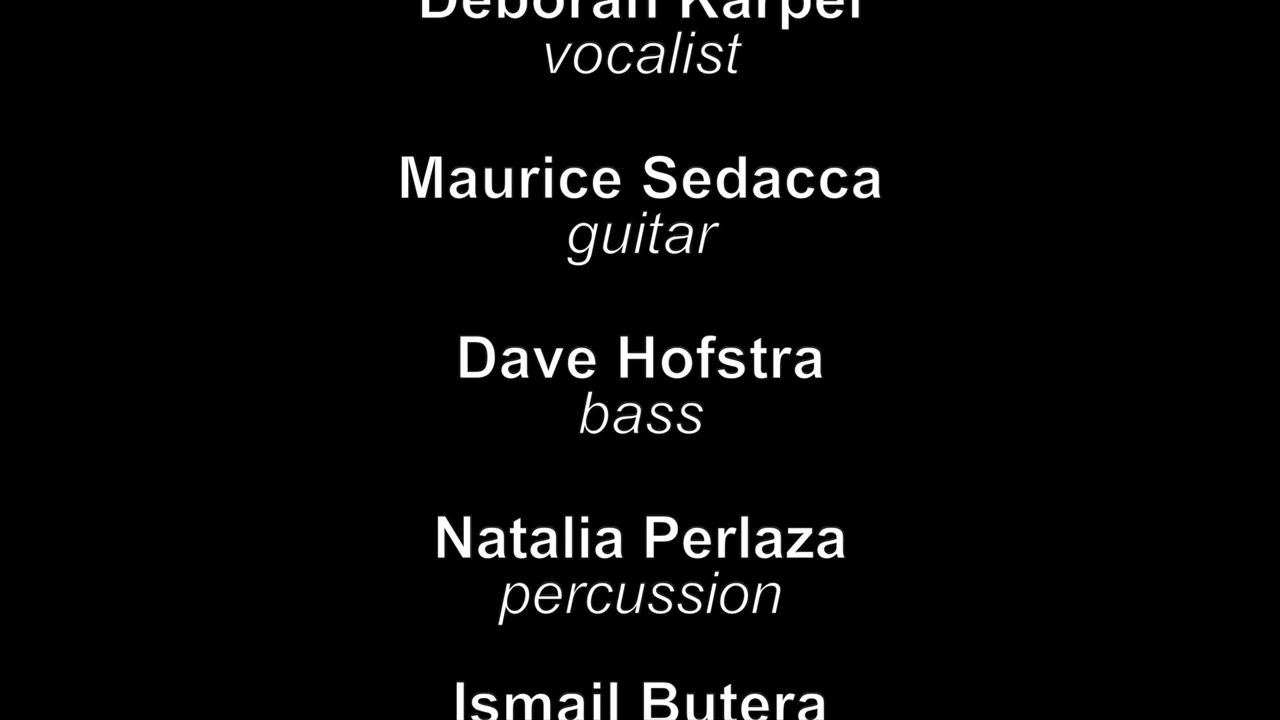 Deborah Karpel
vocalist
Maurice Sedacca
guitar
Dave Hofstra
bass
Natalia Perlaza
percussion
Ismail Butera